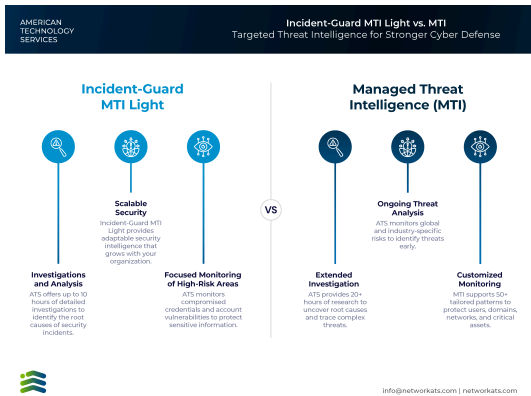 AMERICAN
TECHNOLOGY
SERVICES
Incident-Guard MTI Light vs. MTI
Targeted Threat Intelligence for Stronger Cyber Defense
Incident-Guard
MTI Light
Scalable
Security
Incident-Guard MTI
Light provides
adaptable security
intelligence that
grows with your
organization.
Investigations
and Analysis
ATS offers up to 10
hours of detailed
investigations to
identify the root
causes of security
incidents.
Focused Monitoring
of High-Risk Areas
ATS monitors
compromised
credentials and account
vulnerabilities to protect
sensitive information.
VS
Managed Threat
Intelligence (MTI)
Ongoing Threat
Analysis
ATS monitors global
and industry-specific
risks to identify threats
early.
Extended
Investigation
ATS provides 20+
hours of research to
uncover root causes
and trace complex
threats.
Customized
Monitoring
MTI supports 50+
tailored patterns to
protect users, domains,
networks, and critical
assets.
info@networkats.com | networkats.com